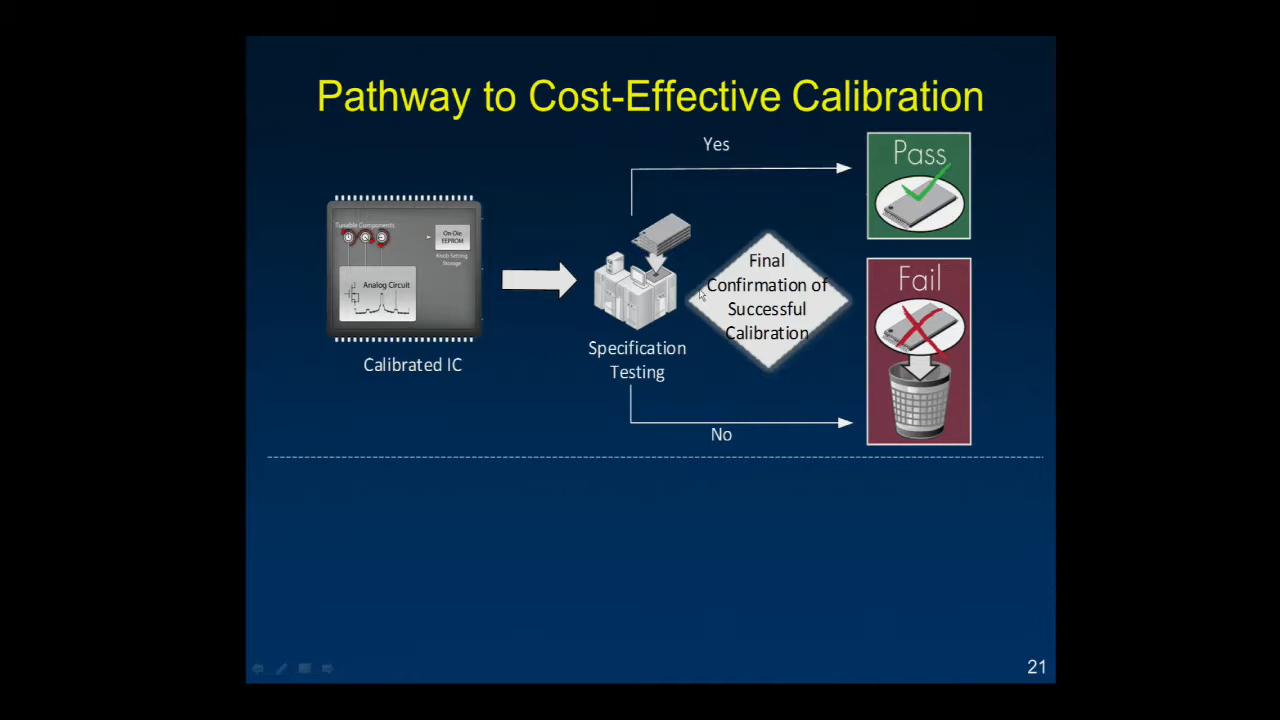 Pathway to Cost-Effective Calibration
Yes
Pass
Tunable Components
On-Die
EEPROM
Knob Setting
Storage
Analog Circuit
Calibrated IC
Specification
Testing
Final
Confirmation of
Successful
Calibration
Fail
No
21